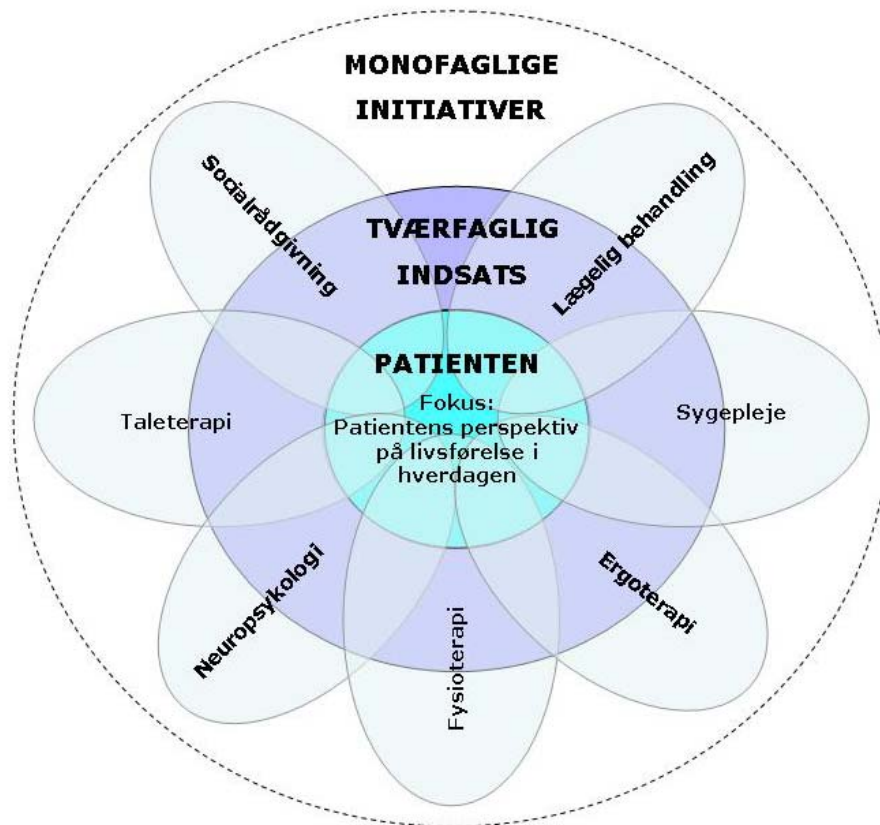 MONOFAGLIGE
INITIATIVER
Socialrådgivning
Lægelig behandling
TVÆRFAGLIG
INDSATS
PATIENTEN
Fokus:
Patientens perspektiv
på livsførelse i
hverdagen
Taleterapi
Sygepleje
Neuropsykologi
Fysioterapi
Ergoterapi